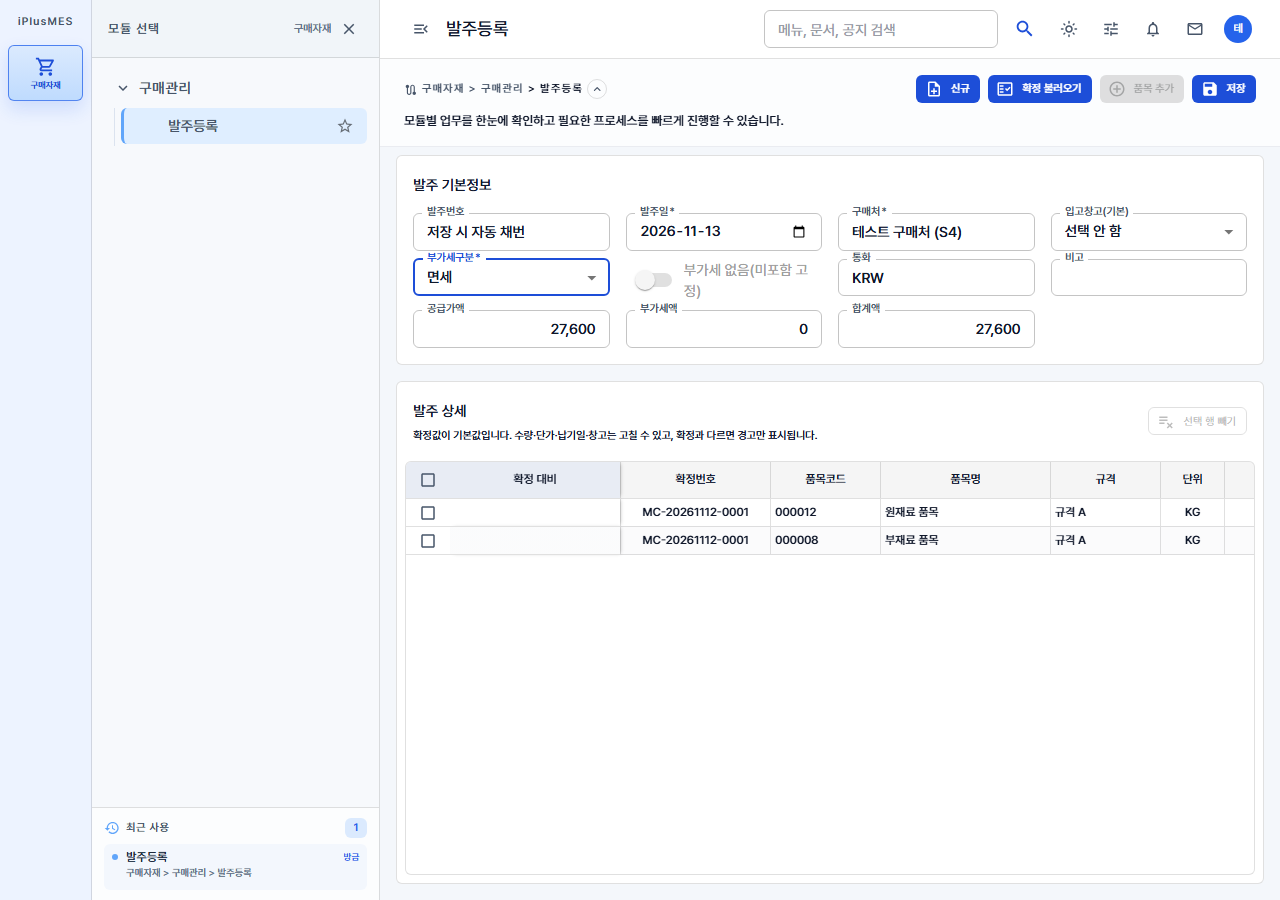 iPlusMES
구매자재
모듈 선택
구매자재
구매관리
발주등록
최근 사용
1
발주등록
방금
구매자재 > 구매관리 > 발주등록
발주등록
메뉴, 문서, 공지 검색
테
구매자재 > 구매관리 > 발주등록
신규
확정 불러오기
품목 추가
저장
모듈별 업무를 한눈에 확인하고 필요한 프로세스를 빠르게 진행할 수 있습니다.
발주 기본정보
발주번호
저장 시 자동 채번
발주일*
2026-11-13
구매처*
테스트 구매처 (S4)
입고창고(기본)
선택 안 함
부가세구분*
면세
부가세 없음(미포함 고
정)
통화
KRW
비고
공급가액
27,600
부가세액
0
합계액
27,600
발주 상세
확정값이 기본값입니다. 수량·단가·납기일·창고는 고칠 수 있고, 확정과 다르면 경고만 표시됩니다.
선택 행 빼기
확정 대비 확정번호 품목코드 품목명 규격 단위
MC-20261112-0001 000012 원재료 품목 규격 A KG
MC-20261112-0001 000008 부재료 품목 규격 A KG